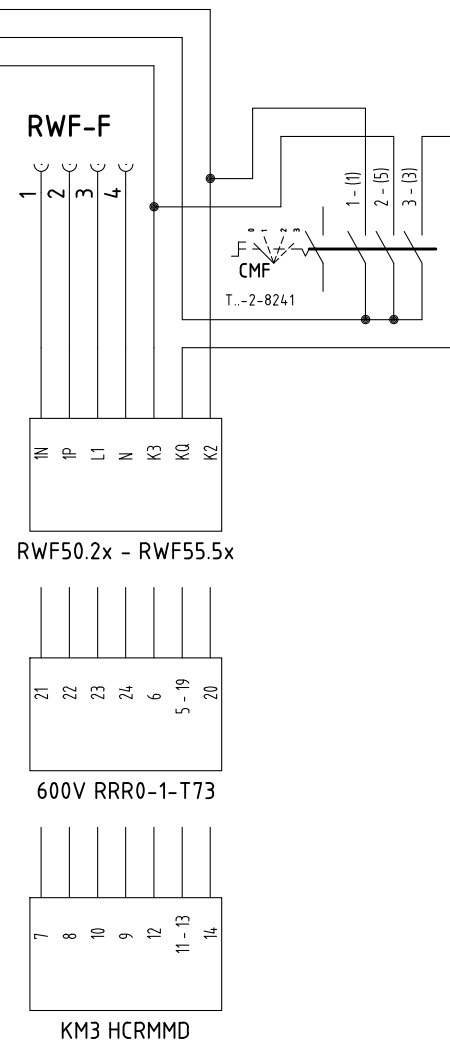 RWF-F
1 2 3 4
1 - (1) 2 - (5) 3 - (3)
0 1 2 3
CMF
T..-2-8241
1N 1P L1 N K3 KQ K2
RWF50.2x - RWF55.5x
21 22 23 24 6 5 - 19 20
600V RRR0-1-T73
7 8 10 9 12 11 - 13 14
KM3 HCRMMD